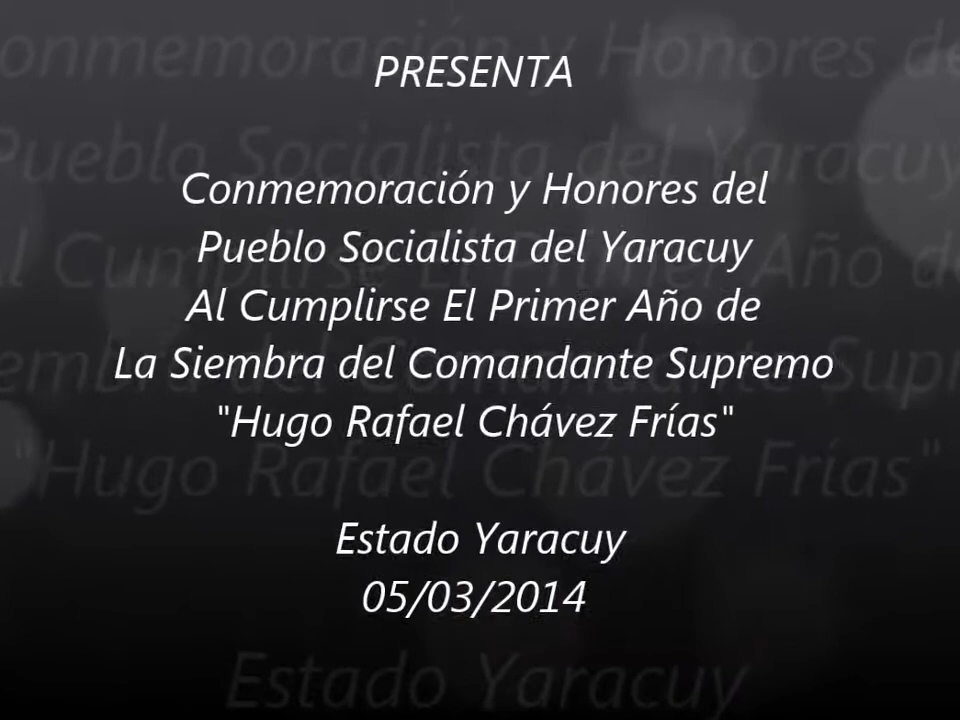 PRESENTA
Conmemoración y Honores del
Pueblo Socialista del Yaracuy
Al Cumplirse El Primer Año de
La Siembra del Comandante Supremo
"Hugo Rafael Chávez Frías"
Estado Yaracuy
05/03/2014